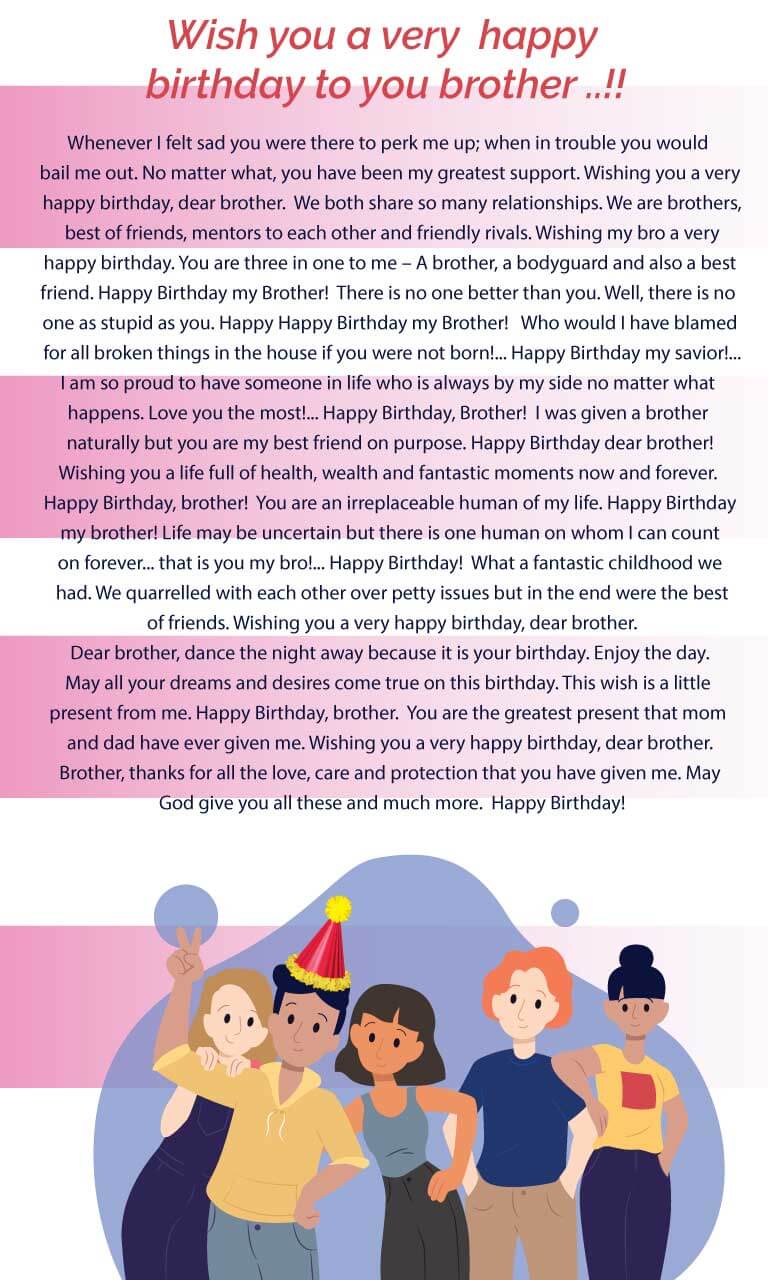 Wish you a very happy
birthday to you brother ..!!
Whenever I felt sad you were there to perk me up; when in trouble you would
bail me out. No matter what, you have been my greatest support. Wishing you a very
happy birthday, dear brother. We both share so many relationships. We are brothers,
best of friends, mentors to each other and friendly rivals. Wishing my bro a very
happy birthday. You are three in one to me – A brother, a bodyguard and also a best
friend. Happy Birthday my Brother! There is no one better than you. Well, there is no
one as stupid as you. Happy Happy Birthday my Brother! Who would I have blamed
for all broken things in the house if you were not born!... Happy Birthday my savior!...
I am so proud to have someone in life who is always by my side no matter what
happens. Love you the most!... Happy Birthday, Brother! I was given a brother
naturally but you are my best friend on purpose. Happy Birthday dear brother!
Wishing you a life full of health, wealth and fantastic moments now and forever.
Happy Birthday, brother! You are an irreplaceable human of my life. Happy Birthday
my brother! Life may be uncertain but there is one human on whom I can count
on forever... that is you my bro!... Happy Birthday! What a fantastic childhood we
had. We quarrelled with each other over petty issues but in the end were the best
of friends. Wishing you a very happy birthday, dear brother.
Dear brother, dance the night away because it is your birthday. Enjoy the day.
May all your dreams and desires come true on this birthday. This wish is a little
present from me. Happy Birthday, brother. You are the greatest present that mom
and dad have ever given me. Wishing you a very happy birthday, dear brother.
Brother, thanks for all the love, care and protection that you have given me. May
God give you all these and much more. Happy Birthday!